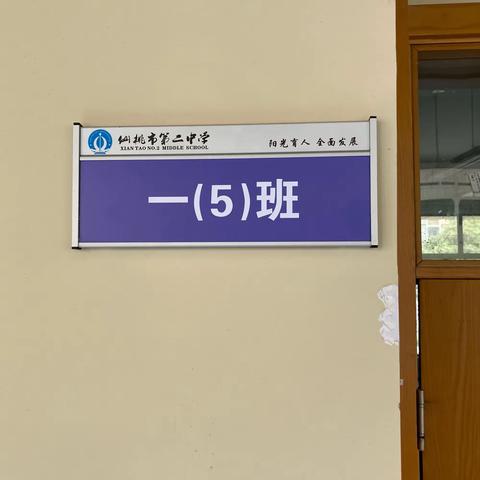 仙桃市第二中学
XIAN TAO NO.2 MIDDLE SCHOOL
阳光育人 全面发展
一(5)班